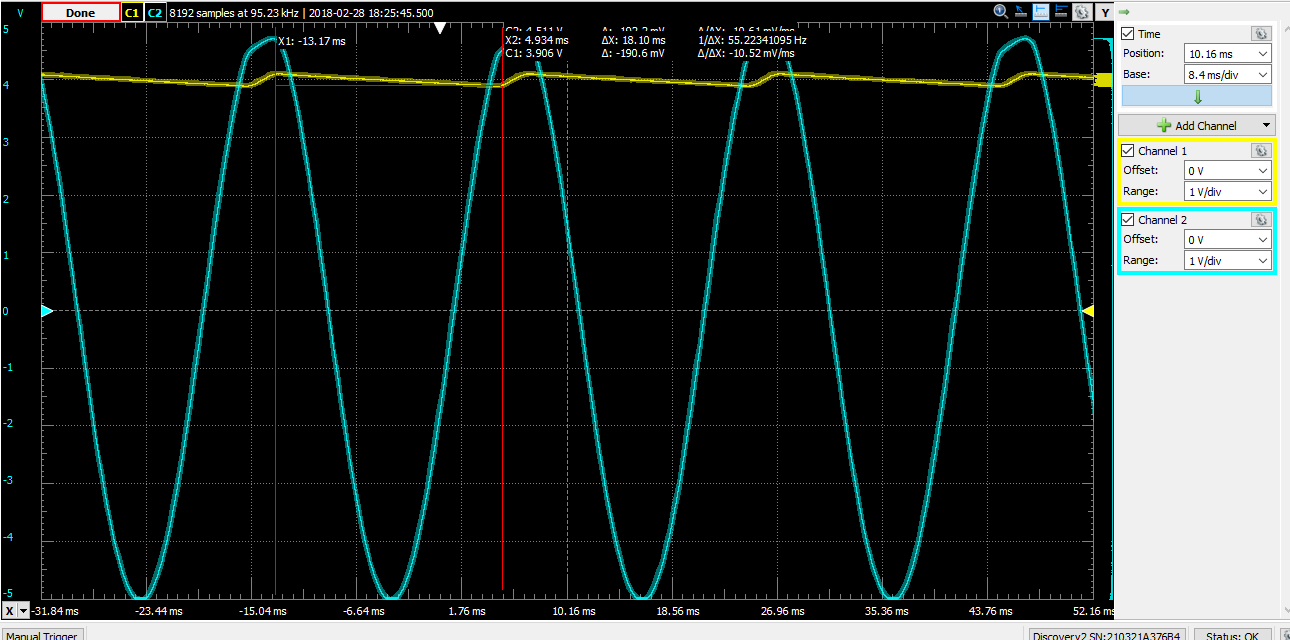 V Done C1 C2 8192 samples at 95.23 kHz | 2018-02-28 18:25:45.500 Y
5
X1: -13.17 ms
X2: 4.934 ms ΔX: 18.10 ms 1/ΔX: 55.22341095 Hz
C1: 3.906 V Δ: -190.6 mV Δ/ΔX: -10.52 mV/ms
4
3
2
1
0
-1
-2
-3
-4
-5
X -31.84 ms -23.44 ms -15.04 ms -6.64 ms 1.76 ms 10.16 ms 18.56 ms 26.96 ms 35.36 ms 43.76 ms 52.16 ms
Time
Position: 10.16 ms
Base: 8.4 ms/div
Add Channel
Channel 1
Offset: 0 V
Range: 1 V/div
Channel 2
Offset: 0 V
Range: 1 V/div
Manual Trigger Discovery2 SN:210321A376B4 Status: OK